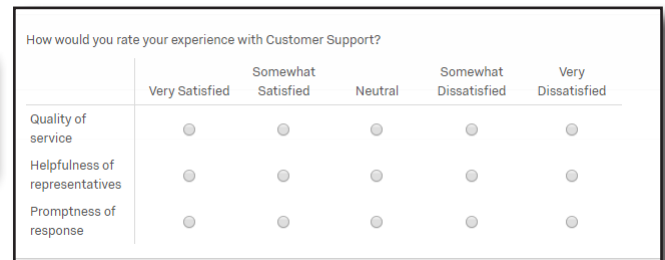 How would you rate your experience with Customer Support?
Somewhat Somewhat Very
Very Satisfied Satisfied Neutral Dissatisfied Dissatisfied
Quality of
service
Helpfulness of
representatives
Promptness of
response